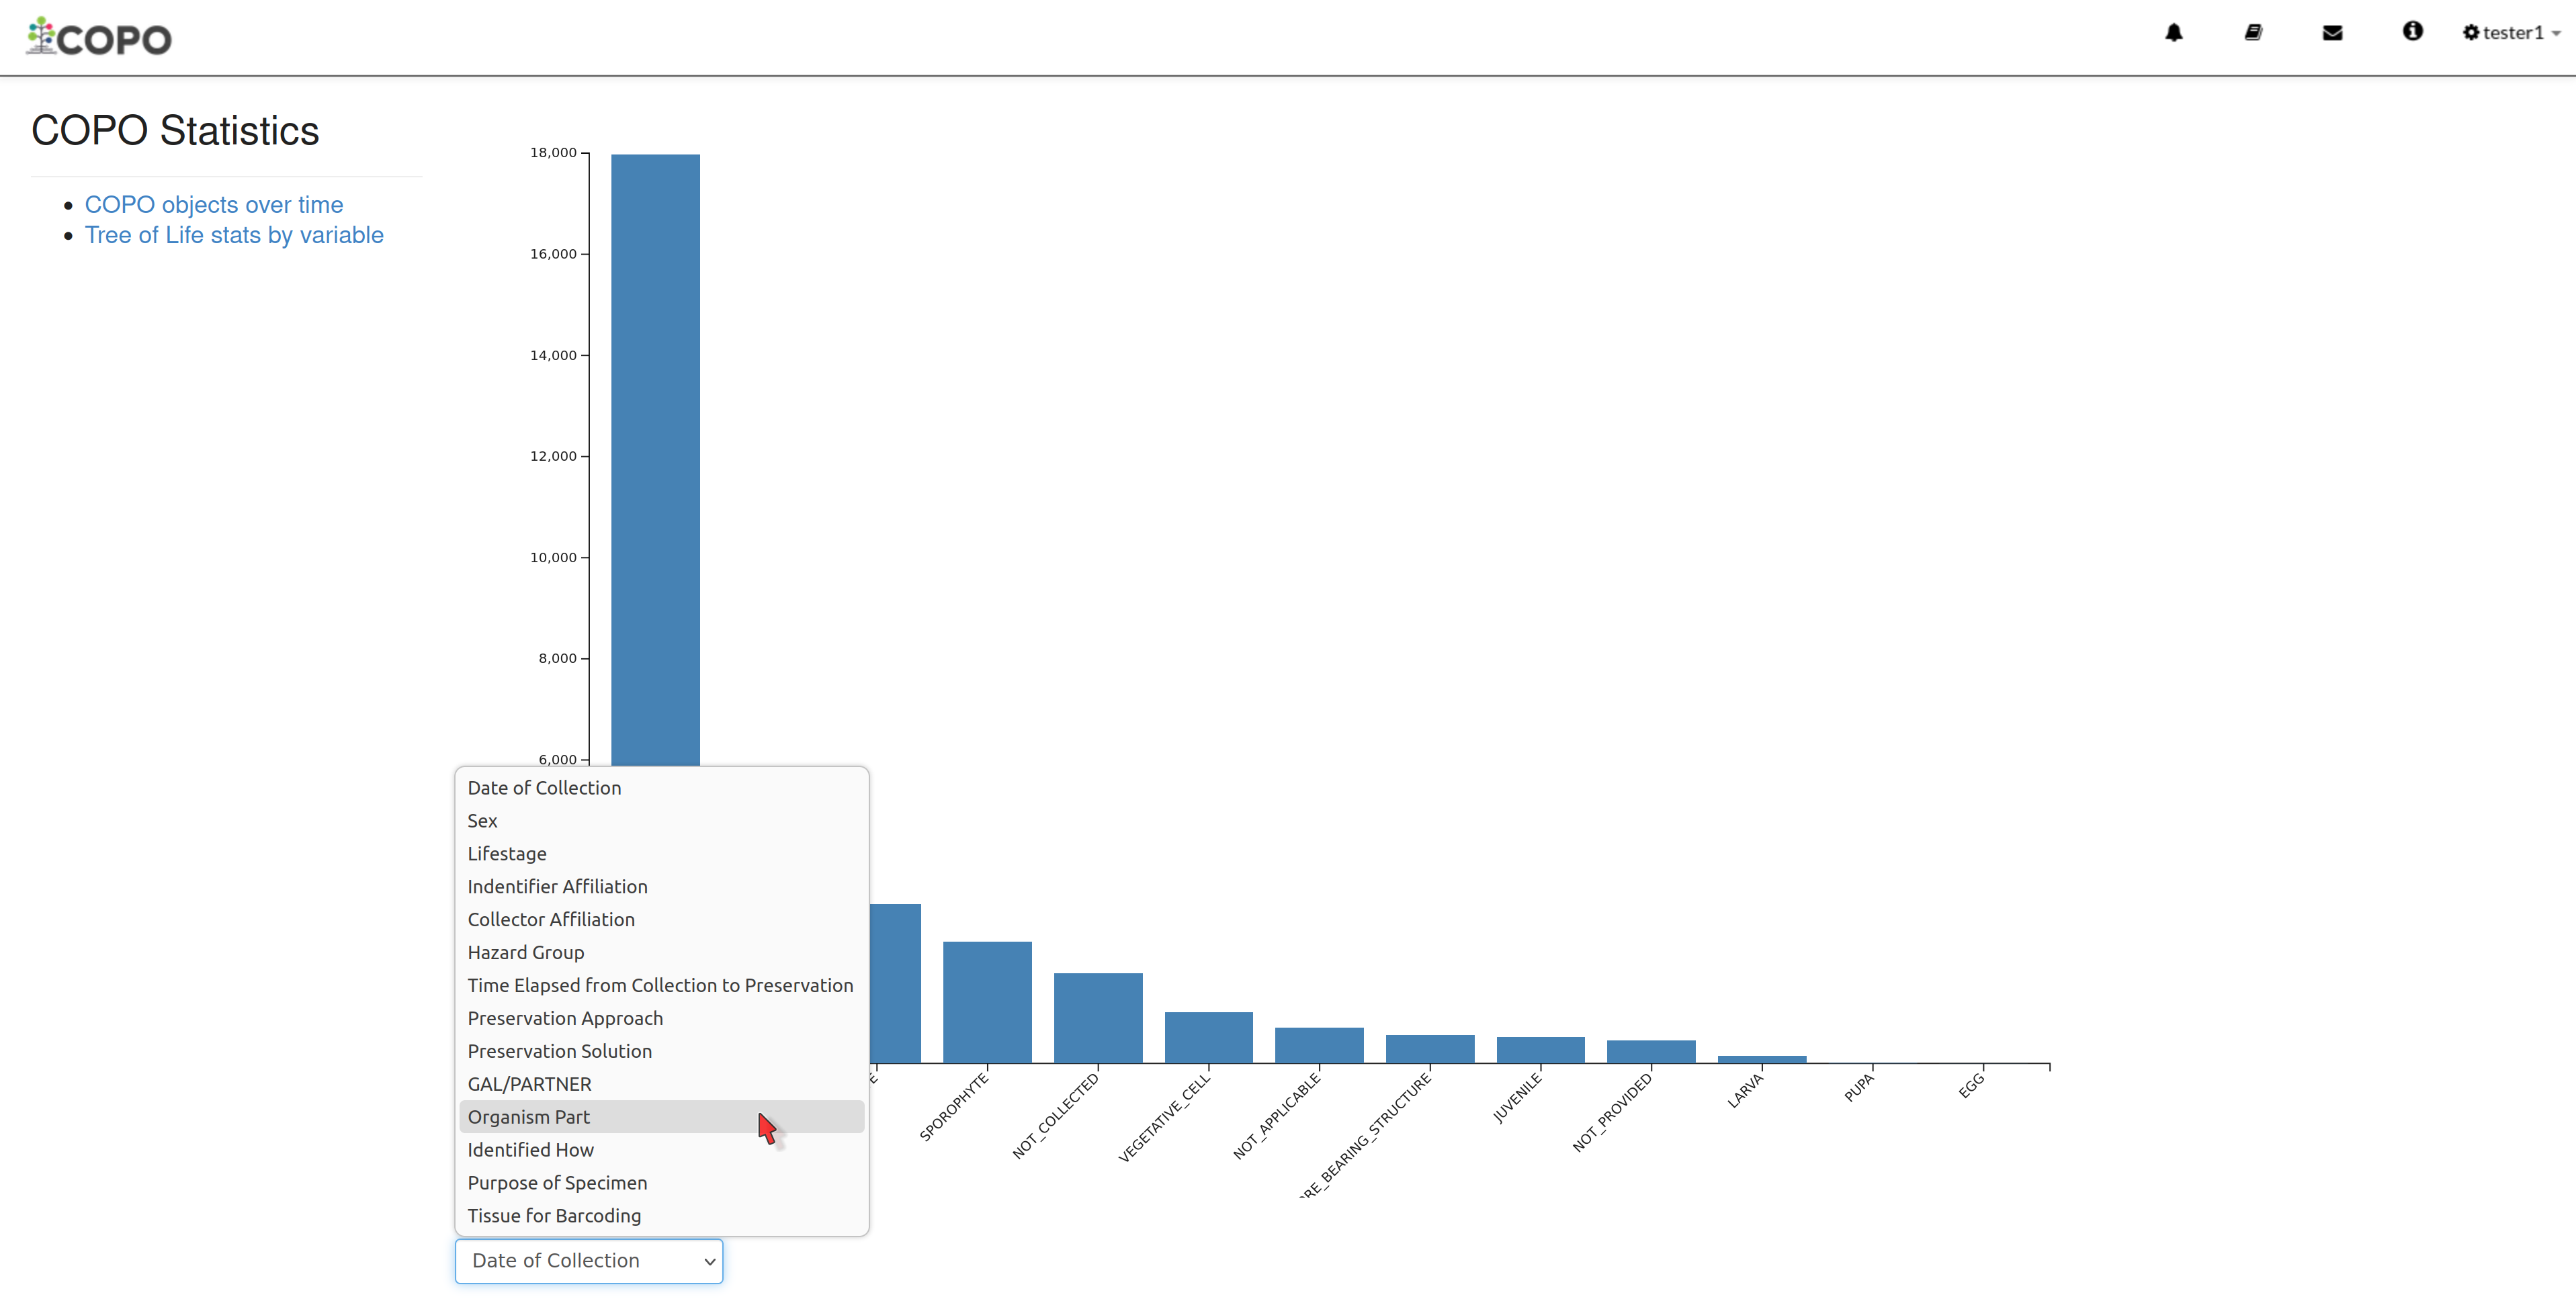 COPO
tester1
COPO Statistics
COPO objects over time
Tree of Life stats by variable
18,000
16,000
14,000
12,000
10,000
8,000
6,000
Date of Collection
Sex
Lifestage
Indentifier Affiliation
Collector Affiliation
Hazard Group
Time Elapsed from Collection to Preservation
Preservation Approach
Preservation Solution
GAL/PARTNER
Organism Part
Identified How
Purpose of Specimen
Tissue for Barcoding
Date of Collection
E
SPOROPHYTE
NOT_COLLECTED
VEGETATIVE_CELL
NOT_APPLICABLE
RE_BEARING_STRUCTURE
JUVENILE
NOT_PROVIDED
LARVA
PUPA
EGG